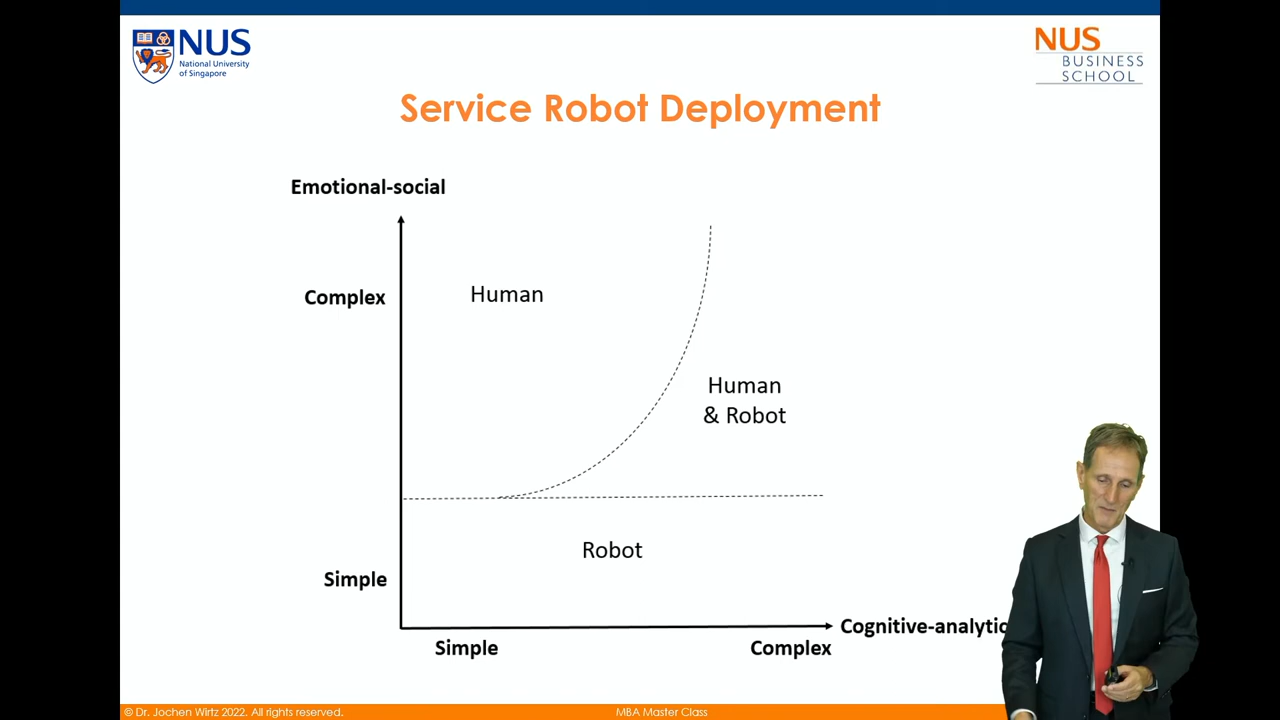 NUS
National University
of Singapore
NUS
BUSINESS
SCHOOL
Service Robot Deployment
Emotional-social
Complex
Human
Human
& Robot
Robot
Simple
Cognitive-analytic
Simple
Complex
© Dr. Jochen Wirtz 2022. All rights reserved.
MBA Master Class